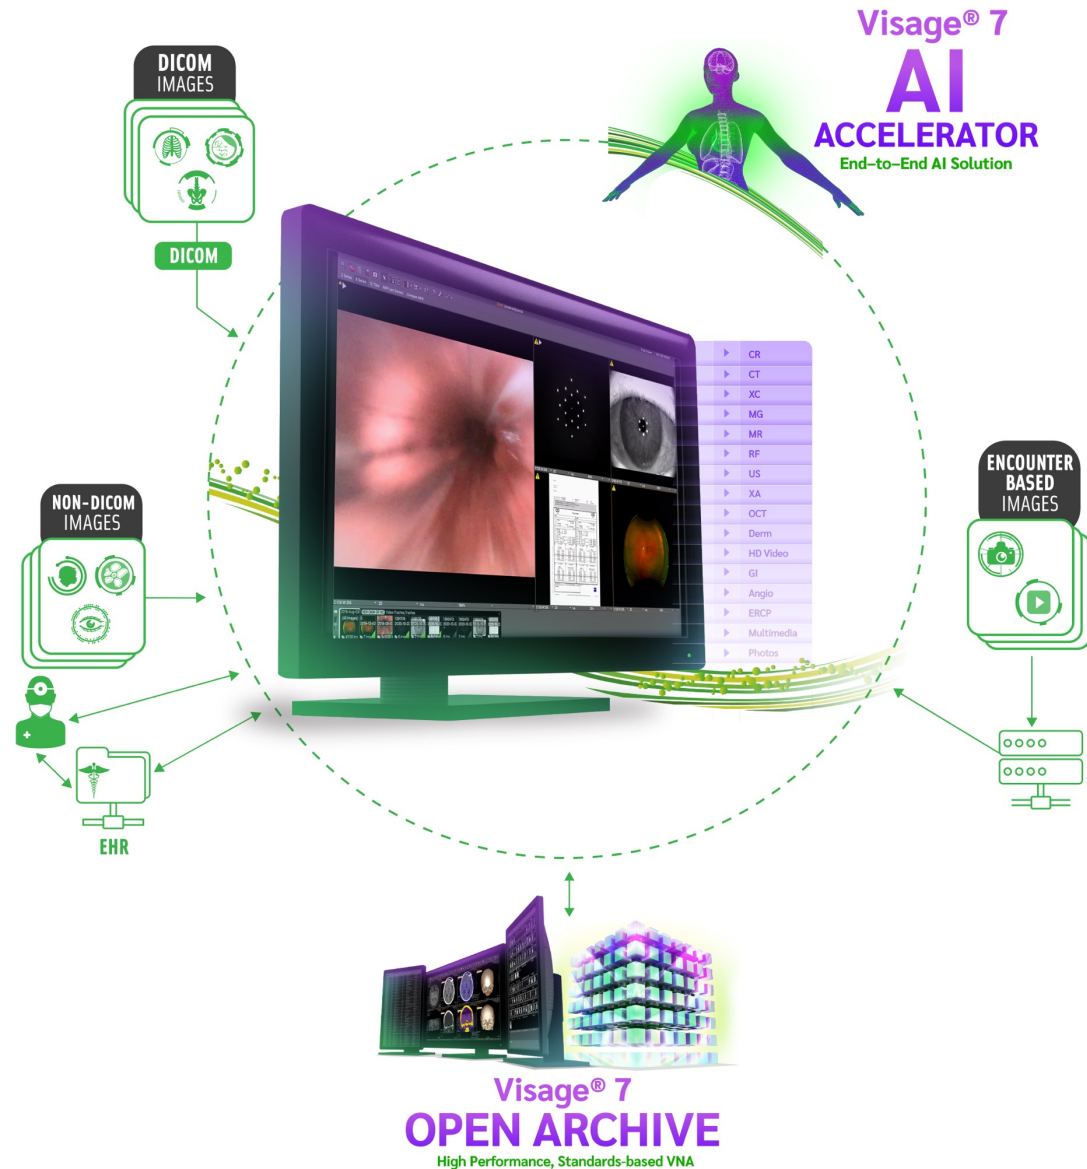 Visage® 7
AI
ACCELERATOR
End-to-End AI Solution
DICOM
IMAGES
DICOM
CR
CT
XC
MG
MR
RF
US
XA
OCT
Derm
HD Video
GI
Angio
ERCP
Multimedia
Photos
ENCOUNTER
BASED
IMAGES
NON-DICOM
IMAGES
EHR
Visage® 7
OPEN ARCHIVE
High Performance, Standards-based VNA